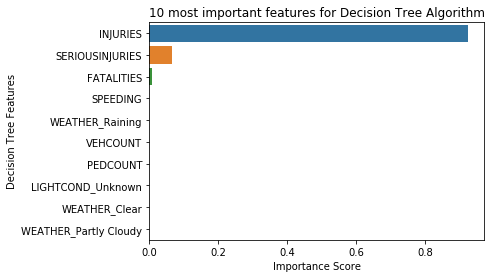 10 most important features for Decision Tree Algorithm
Decision Tree Features
INJURIES
SERIOUSINJURIES
FATALITIES
SPEEDING
WEATHER_Raining
VEHCOUNT
PEDCOUNT
LIGHTCOND_Unknown
WEATHER_Clear
WEATHER_Partly Cloudy
0.0 0.2 0.4 0.6 0.8
Importance Score